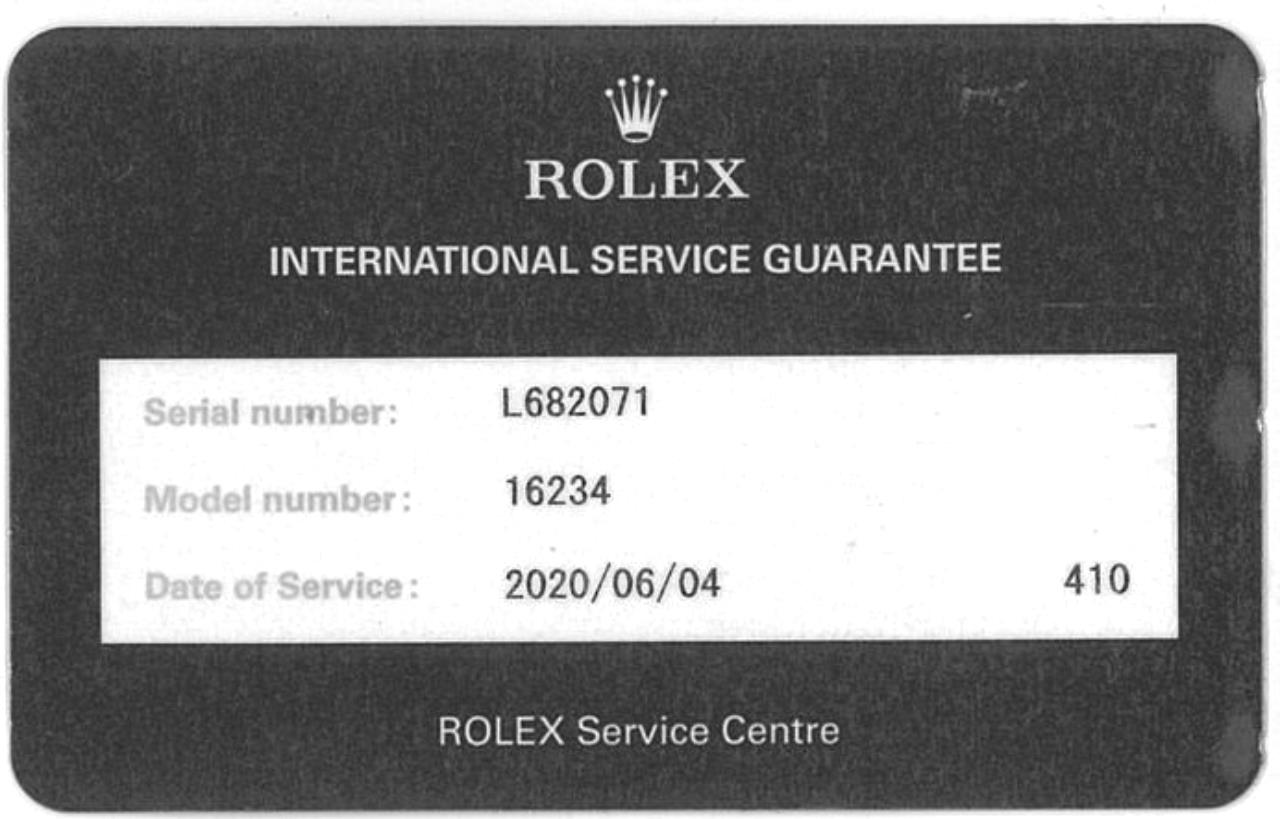 ROLEX
INTERNATIONAL SERVICE GUARANTEE
Serial number: L682071
Model number: 16234
Date of Service: 2020/06/04 410
ROLEX Service Centre